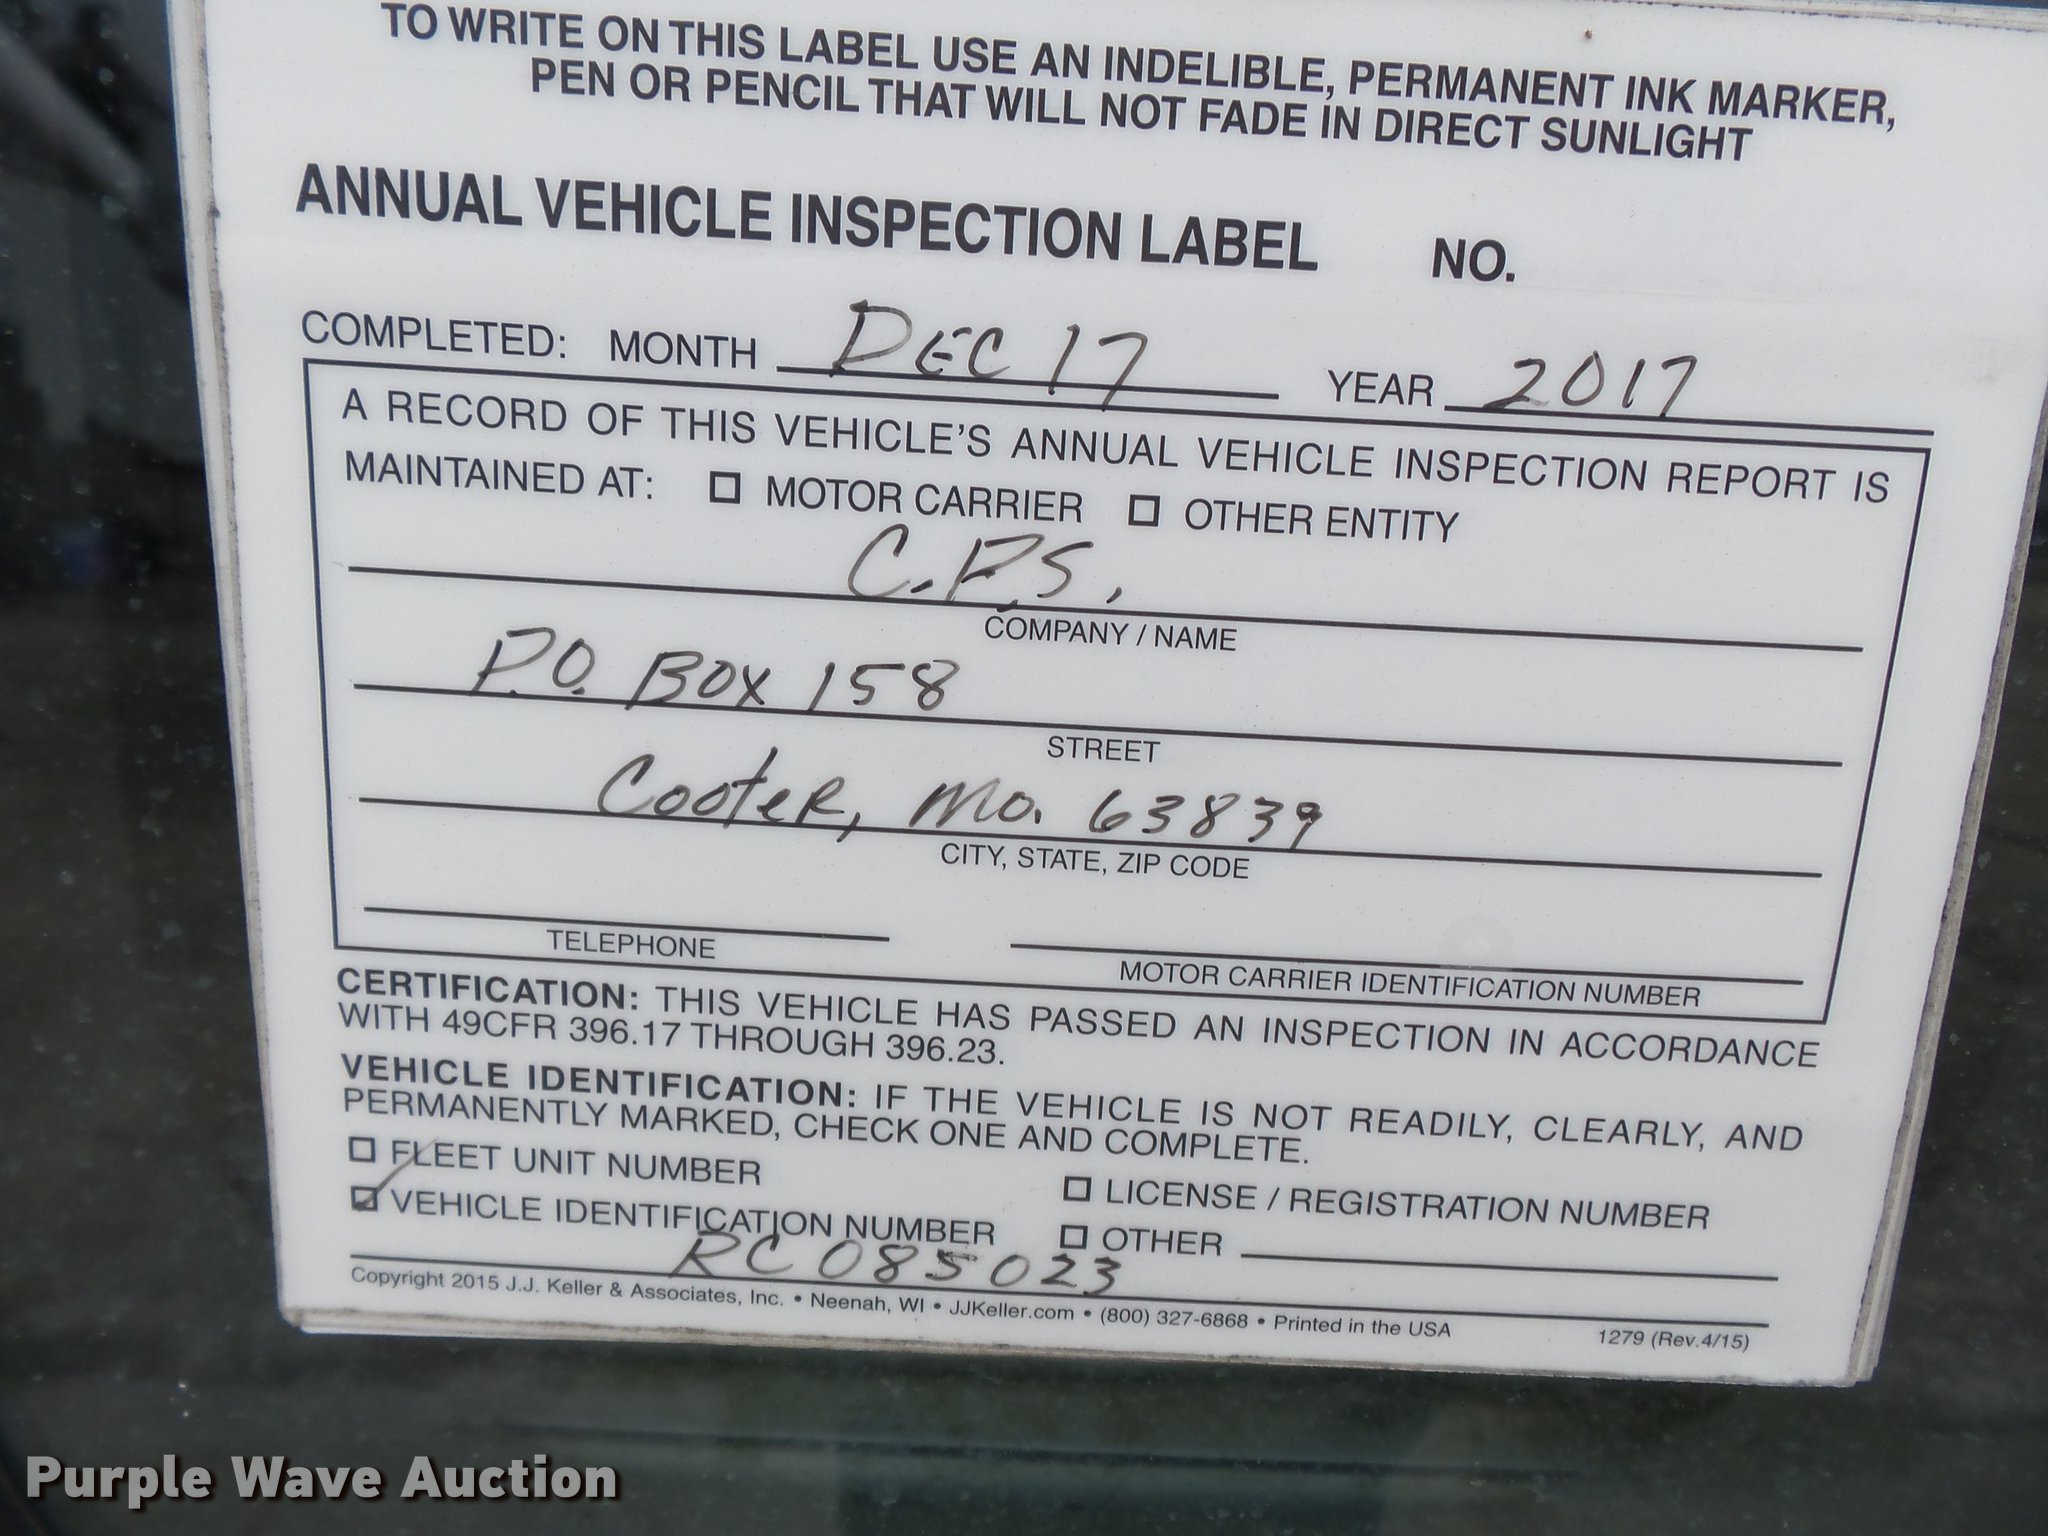 TO WRITE ON THIS LABEL USE AN INDELIBLE, PERMANENT INK MARKER,
PEN OR PENCIL THAT WILL NOT FADE IN DIRECT SUNLIGHT
ANNUAL VEHICLE INSPECTION LABEL NO.
COMPLETED: MONTH DEC 17 YEAR 2017
A RECORD OF THIS VEHICLE'S ANNUAL VEHICLE INSPECTION REPORT IS
MAINTAINED AT: ☐ MOTOR CARRIER ☐ OTHER ENTITY
C.P.S.
COMPANY / NAME
P.O. BOX 158
STREET
Cooter, Mo. 63839
CITY, STATE, ZIP CODE
TELEPHONE MOTOR CARRIER IDENTIFICATION NUMBER
CERTIFICATION: THIS VEHICLE HAS PASSED AN INSPECTION IN ACCORDANCE
WITH 49CFR 396.17 THROUGH 396.23.
VEHICLE IDENTIFICATION: IF THE VEHICLE IS NOT READILY, CLEARLY, AND
PERMANENTLY MARKED, CHECK ONE AND COMPLETE.
☐ FLEET UNIT NUMBER ☐ LICENSE / REGISTRATION NUMBER
☑ VEHICLE IDENTIFICATION NUMBER ☐ OTHER
RC085023
Copyright 2015 J.J. Keller & Associates, Inc. • Neenah, WI • JJKeller.com • (800) 327-6868 • Printed in the USA 1279 (Rev.4/15)
Purple Wave Auction